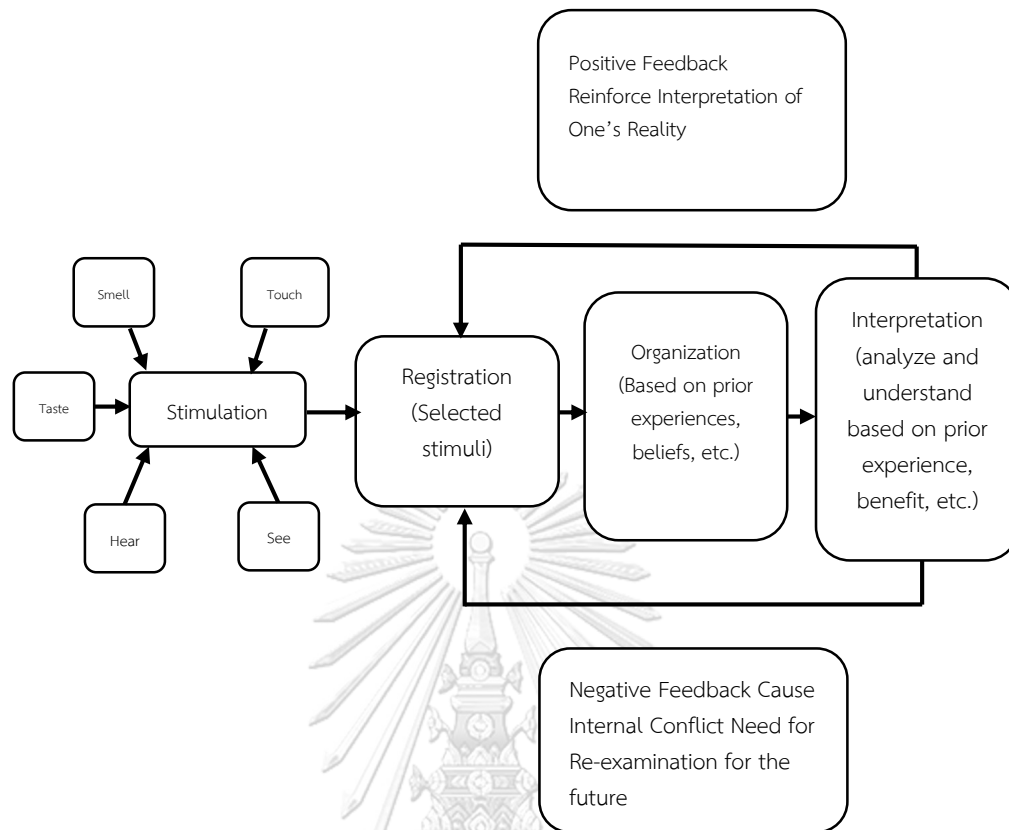 Positive Feedback
Reinforce Interpretation of
One's Reality
Smell
Touch
Taste
Stimulation
Hear
See
Registration
(Selected
stimuli)
Organization
(Based on prior
experiences,
beliefs, etc.)
Interpretation
(analyze and
understand
based on prior
experience,
benefit, etc.)
Negative Feedback Cause
Internal Conflict Need for
Re-examination for the
future